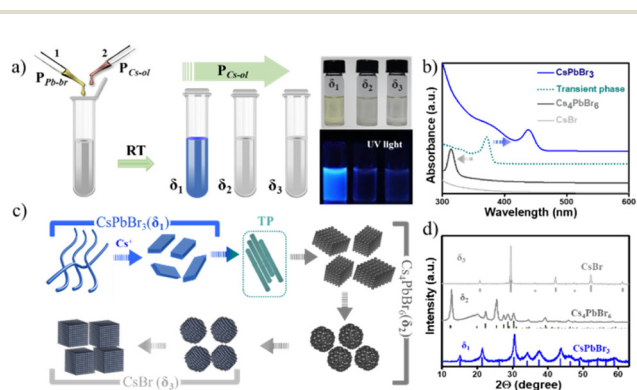 a)
1
2
P_Pb-br
P_Cs-ol
RT
P_Cs-ol
δ1
δ2
δ3
δ1
δ2
δ3
UV light
b)
Absorbance (a.u.)
CsPbBr3
Transient phase
Cs4PbBr6
CsBr
300
400
500
600
Wavelength (nm)
c)
CsPbBr3(δ1)
Cs+
TP
Cs4PbBr6(δ2)
CsBr (δ3)
d)
Intensity (a.u.)
δ3
CsBr
δ2
Cs4PbBr6
δ1
CsPbBr3
10 15 20 25 30 35 40 45 50 55 60
2Θ (degree)